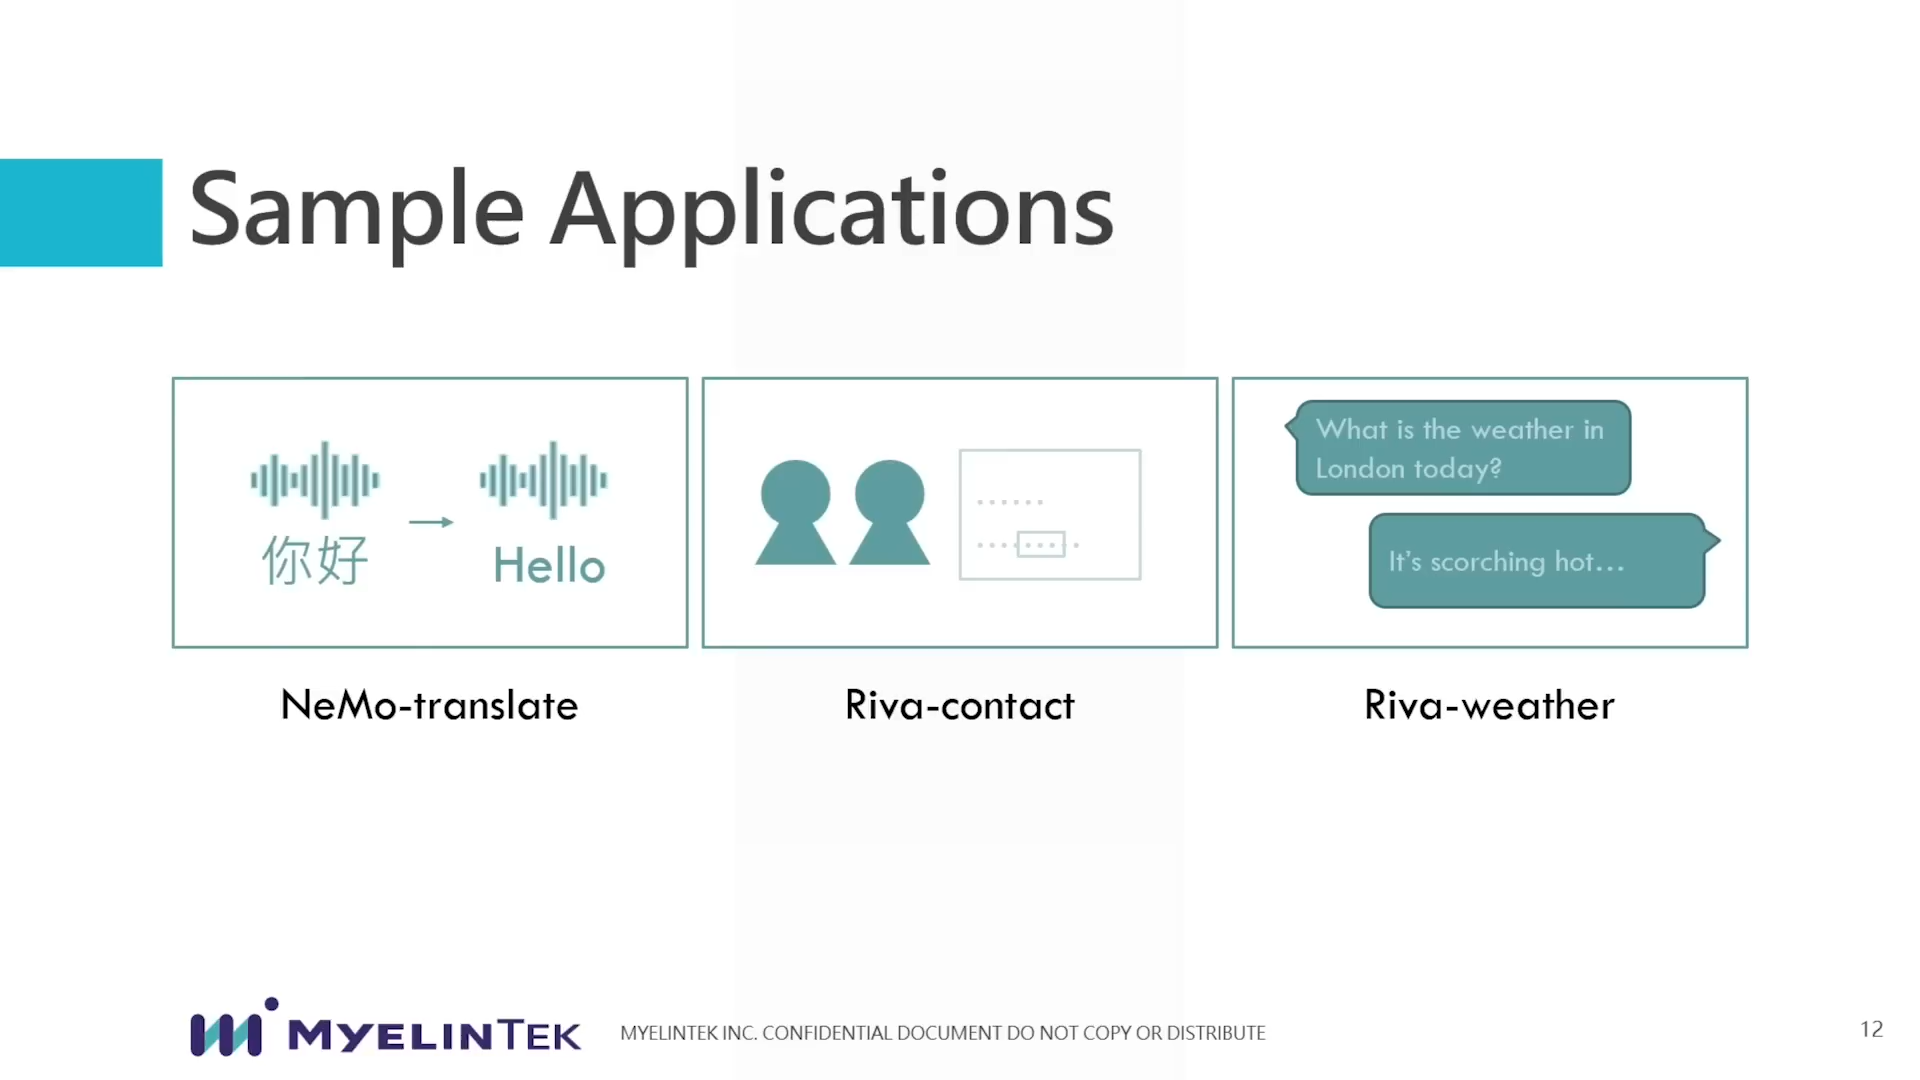 Sample Applications
你好
Hello
What is the weather in
London today?
It's scorching hot...
NeMo-translate
Riva-contact
Riva-weather
MYELINTEK
MYELINTEK INC. CONFIDENTIAL DOCUMENT DO NOT COPY OR DISTRIBUTE
12